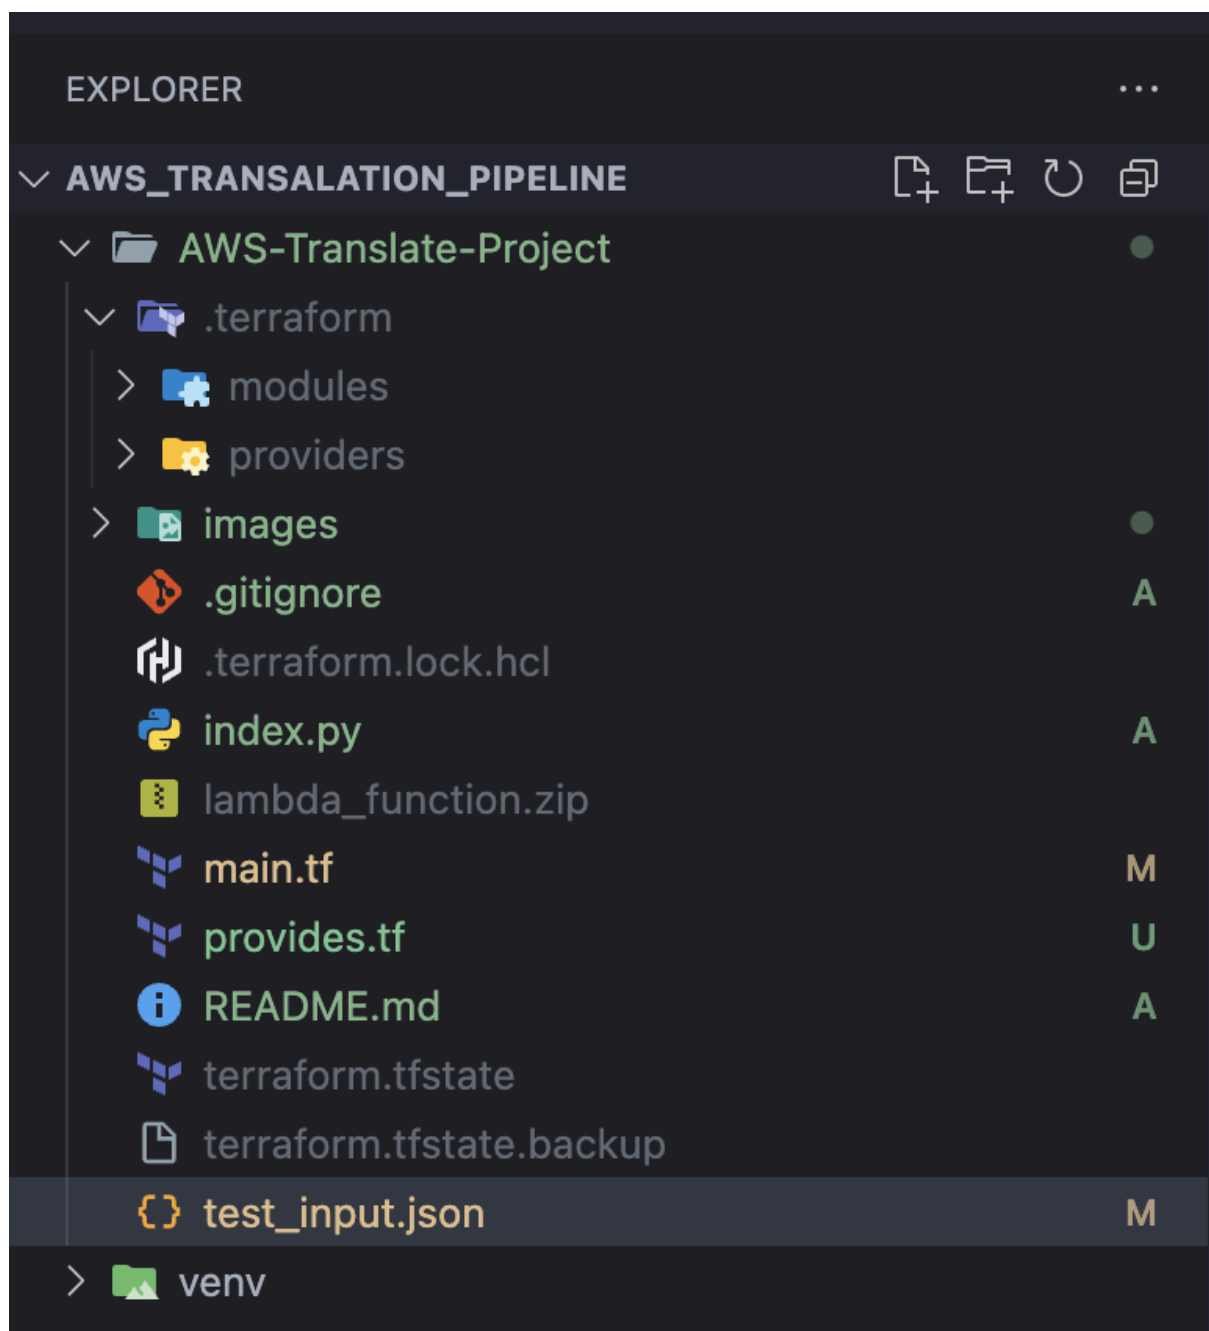 EXPLORER
AWS_TRANSALATION_PIPELINE
AWS-Translate-Project
.terraform
modules
providers
images
.gitignore A
.terraform.lock.hcl
index.py A
lambda_function.zip
main.tf M
provides.tf U
README.md A
terraform.tfstate
terraform.tfstate.backup
test_input.json M
venv